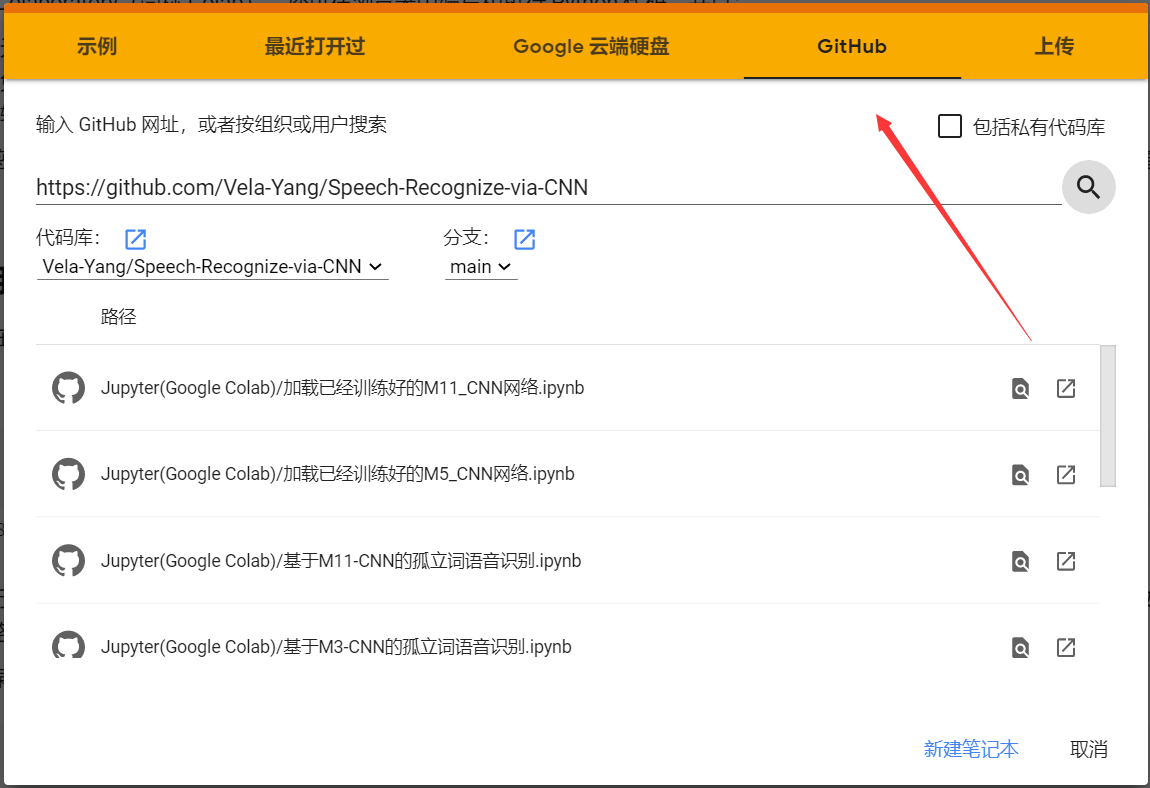 示例 最近打开过 Google 云端硬盘 GitHub 上传
输入 GitHub 网址，或者按组织或用户搜索 包括私有代码库
https://github.com/Vela-Yang/Speech-Recognize-via-CNN
代码库： 分支：
Vela-Yang/Speech-Recognize-via-CNN main
路径
Jupyter(Google Colab)/加载已经训练好的M11_CNN网络.ipynb
Jupyter(Google Colab)/加载已经训练好的M5_CNN网络.ipynb
Jupyter(Google Colab)/基于M11-CNN的孤立词语音识别.ipynb
Jupyter(Google Colab)/基于M3-CNN的孤立词语音识别.ipynb
新建笔记本 取消